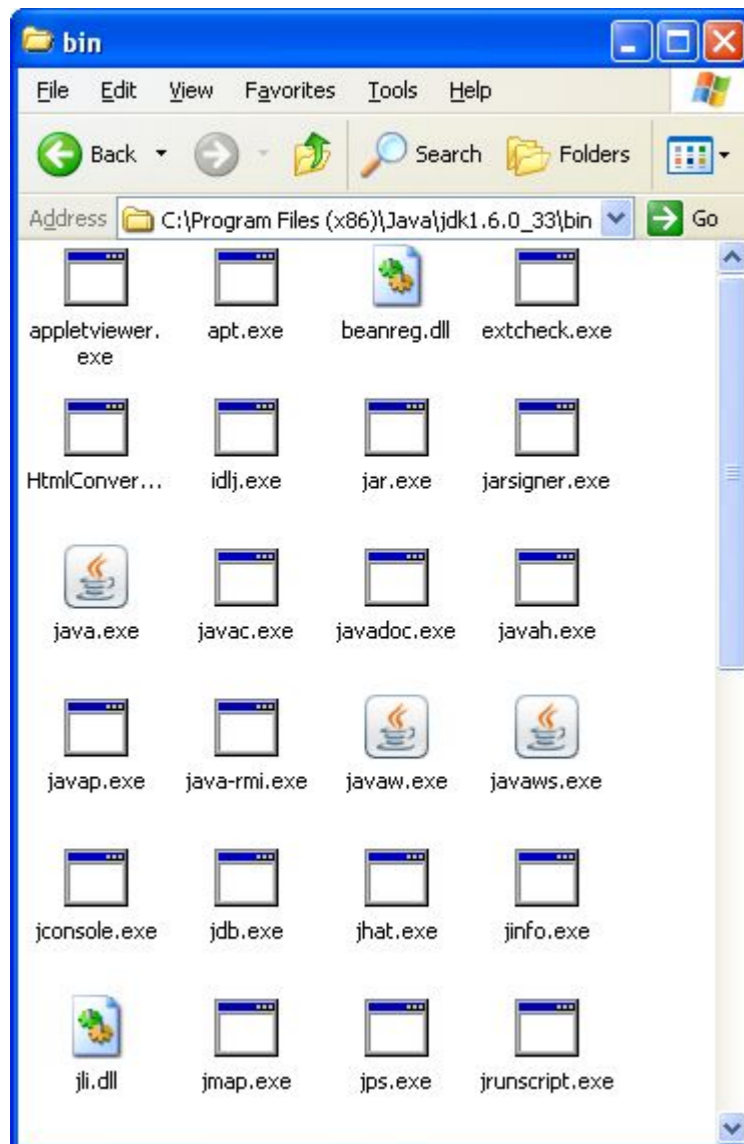 bin
File Edit View Favorites Tools Help
Back Search Folders
Address C:\Program Files (x86)\Java\jdk1.6.0_33\bin Go
appletviewer. apt.exe beanreg.dll extcheck.exe
exe
HtmlConver... idlj.exe jar.exe jarsigner.exe
java.exe javac.exe javadoc.exe javah.exe
javap.exe java-rmi.exe javaw.exe javaws.exe
jconsole.exe jdb.exe jhat.exe jinfo.exe
jli.dll jmap.exe jps.exe jrunscript.exe